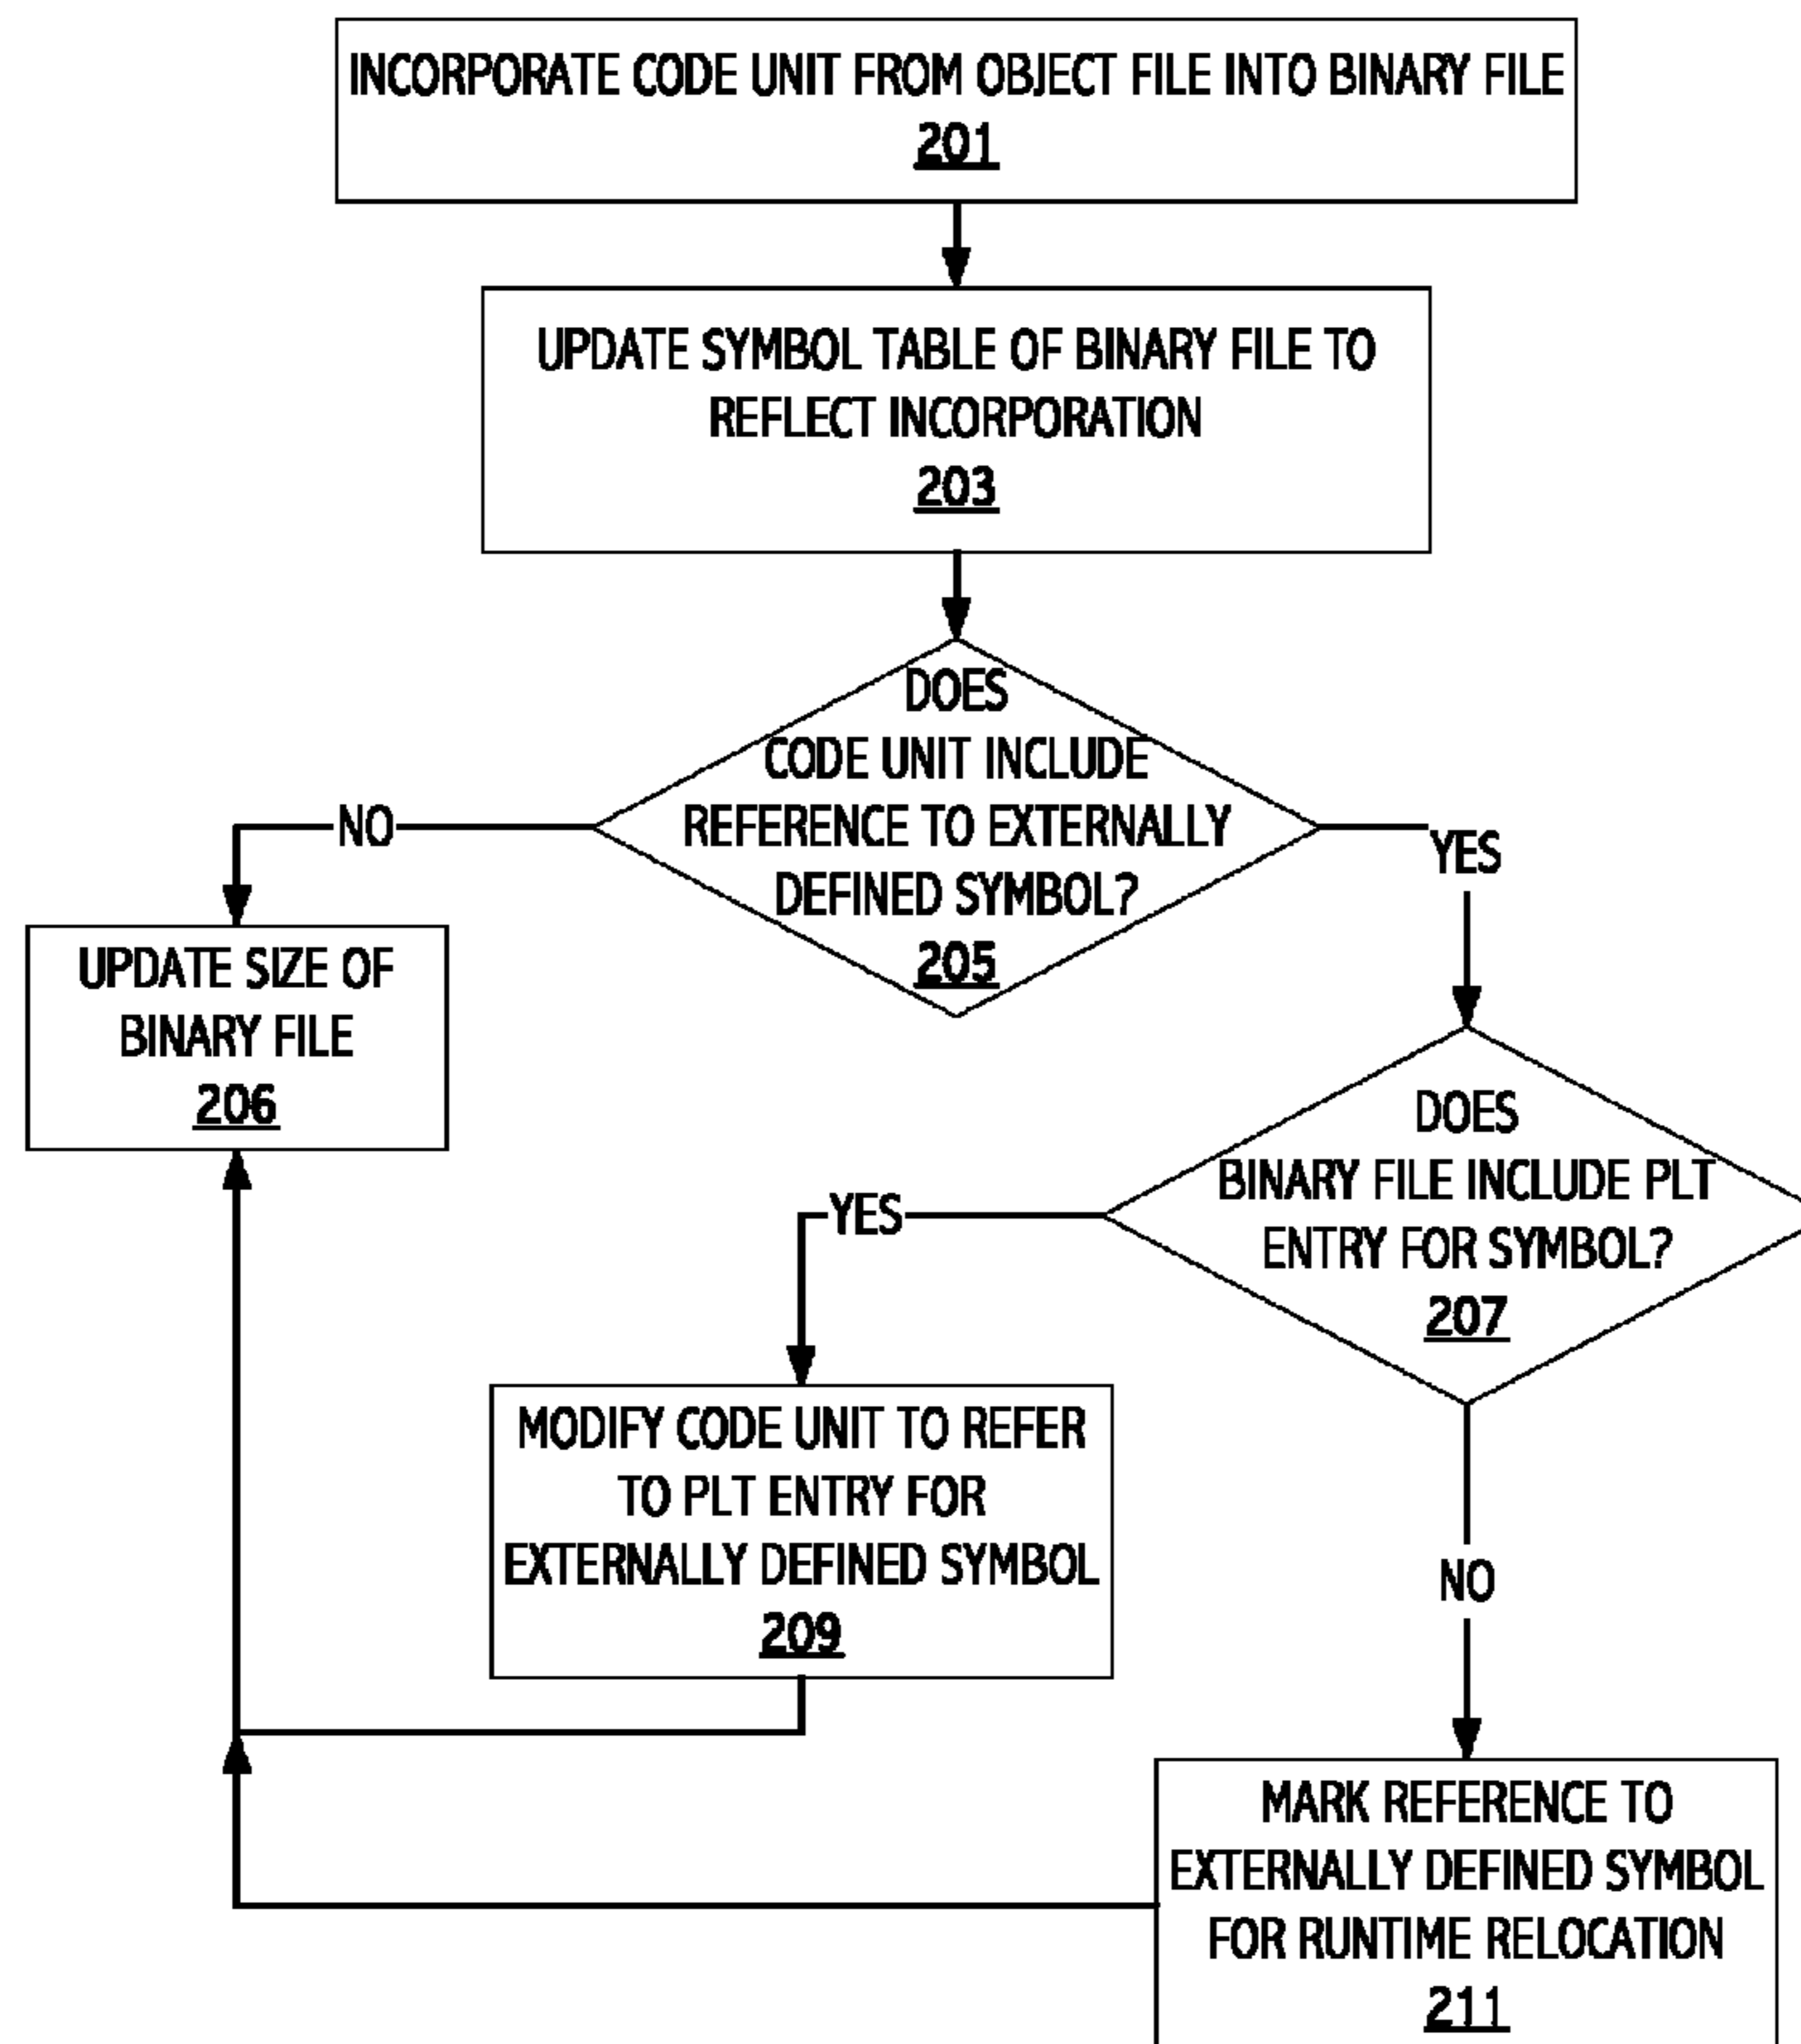 INCORPORATE CODE UNIT FROM OBJECT FILE INTO BINARY FILE
201
UPDATE SYMBOL TABLE OF BINARY FILE TO
REFLECT INCORPORATION
203
DOES
CODE UNIT INCLUDE
REFERENCE TO EXTERNALLY
DEFINED SYMBOL?
205
NO
YES
UPDATE SIZE OF
BINARY FILE
206
DOES
BINARY FILE INCLUDE PLT
ENTRY FOR SYMBOL?
207
YES
MODIFY CODE UNIT TO REFER
TO PLT ENTRY FOR
EXTERNALLY DEFINED SYMBOL
209
NO
MARK REFERENCE TO
EXTERNALLY DEFINED SYMBOL
FOR RUNTIME RELOCATION
211